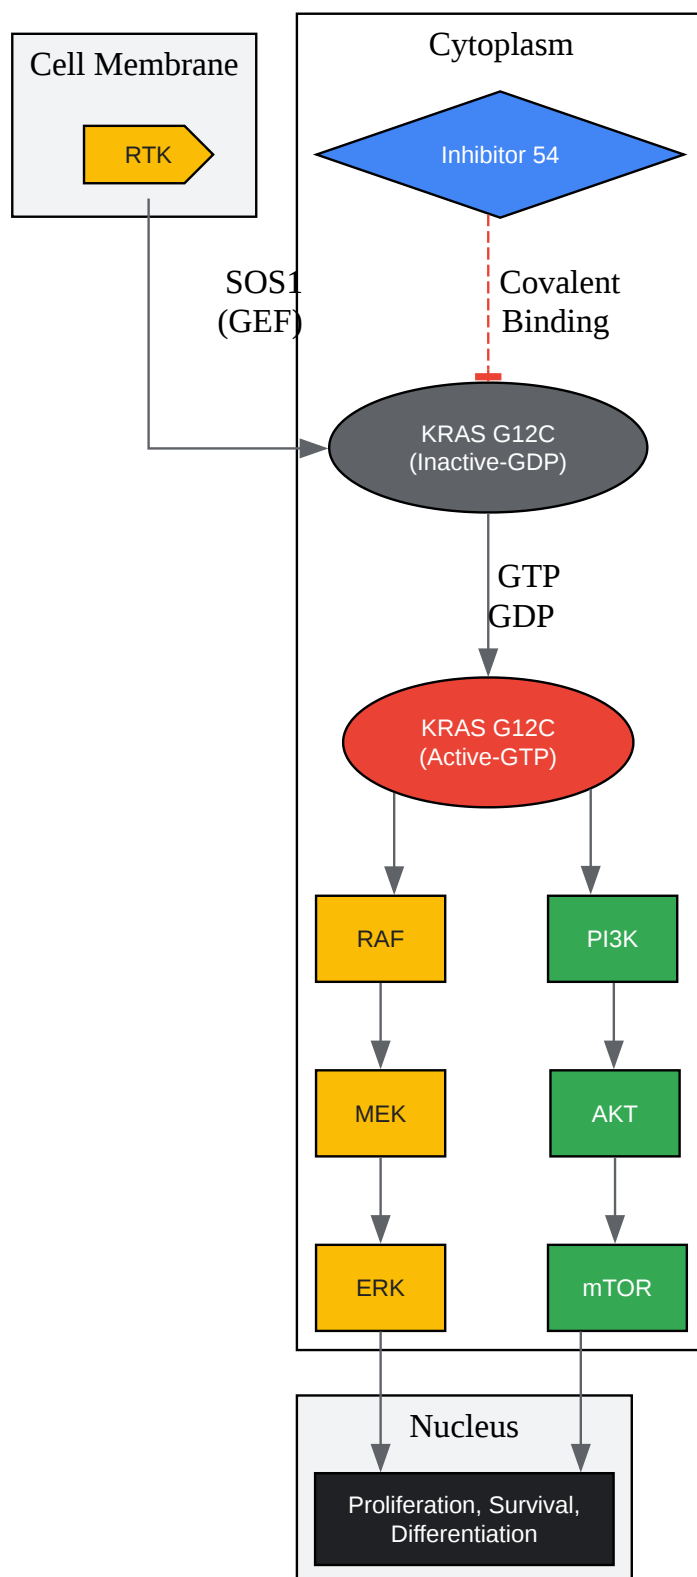 Cell Membrane
RTK
Cytoplasm
Inhibitor 54
SOS1
(GEF)
Covalent
Binding
KRAS G12C
(Inactive-GDP)
GTP
GDP
KRAS G12C
(Active-GTP)
RAF
PI3K
MEK
AKT
ERK
mTOR
Nucleus
Proliferation, Survival,
Differentiation